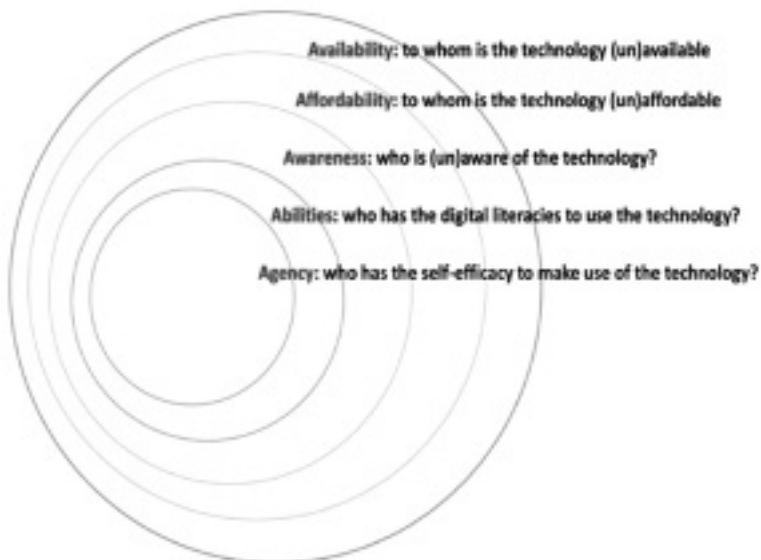 Availability: to whom is the technology (un)available
Affordability: to whom is the technology (un)affordable
Awareness: who is (un)aware of the technology?
Abilities: who has the digital literacies to use the technology?
Agency: who has the self-efficacy to make use of the technology?